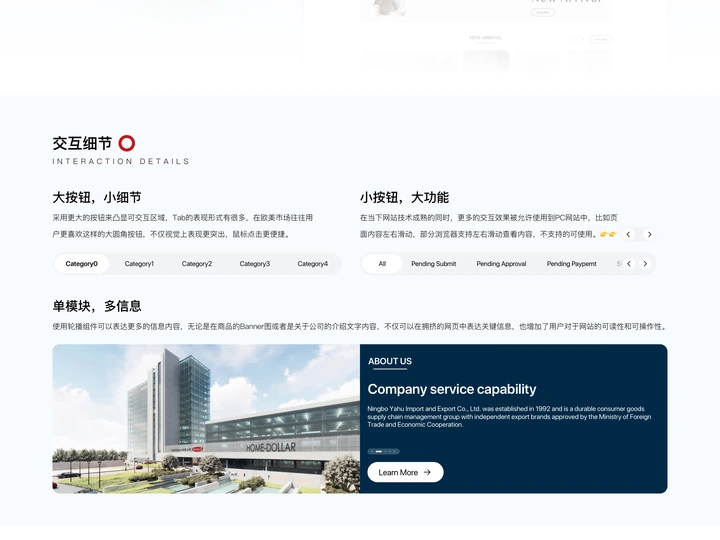 NEW ARRIVAL
交互细节
INTERACTION DETAILS
大按钮，小细节
采用更大的按钮来凸显可交互区域，Tab的表现形式有很多，在欧美市场往往用
户更喜欢这样的大圆角按钮，不仅视觉上表现更突出，鼠标点击更便捷。
Category0 Category1 Category2 Category3 Category4
小按钮，大功能
在当下网站技术成熟的同时，更多的交互效果被允许使用到PC网站中，比如页
面内容左右滑动，部分浏览器支持左右滑动查看内容，不支持的可使用。
All Pending Submit Pending Approval Pending Paypemt
单模块，多信息
使用轮播组件可以表达更多的信息内容，无论是在商品的Banner图或者是关于公司的介绍文字内容，不仅可以在拥挤的网页中表达关键信息，也增加了用户对于网站的可读性和可操作性。
HOME-DOLLAR
ABOUT US
Company service capability
Ningbo Yahu Import and Export Co., Ltd. was established in 1992 and is a durable consumer goods
supply chain management group with independent export brands approved by the Ministry of Foreign
Trade and Economic Cooperation.
Learn More